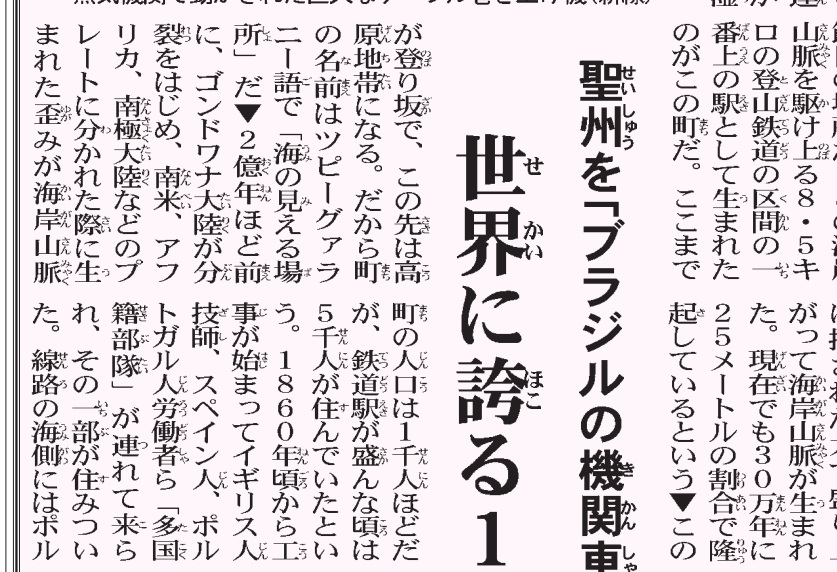 山脈を駆け上る8・5キ
ロの登山鉄道の区間の一
番上の駅として生まれた
のがこの町だ。ここまで
が登り坂で、この先は高
原地帯になる。だから町
の名前はツピーグァラ
ニー語で「海の見える場
所」だ▼2億年ほど前
に、ゴンドワナ大陸が分
裂をはじめ、南米、アフ
リカ、南極大陸などのプ
レートに分かれた際に生
まれた歪みが海岸山脈
がって海岸山脈が生まれ
た。現在でも30万年に
25メートルの割合で隆
起しているという▼この
町の人口は1千人ほどだ
が、鉄道駅が盛んな頃は
5千人が住んでいたとい
う。1860年頃から工
事が始まってイギリス人
技師、スペイン人、ポル
トガル人労働者ら「多国
籍部隊」が連れて来ら
れ、その一部が住みつい
た。線路の海側にはポル
聖州を「ブラジルの機関車
世界に誇る1